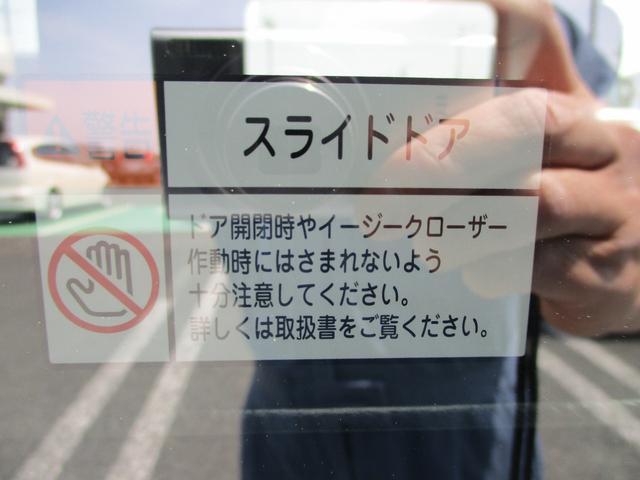 警告
スライドドア
ドア開閉時やイージークローザー
作動時にはさまれないよう
十分注意してください。
詳しくは取扱書をご覧ください。